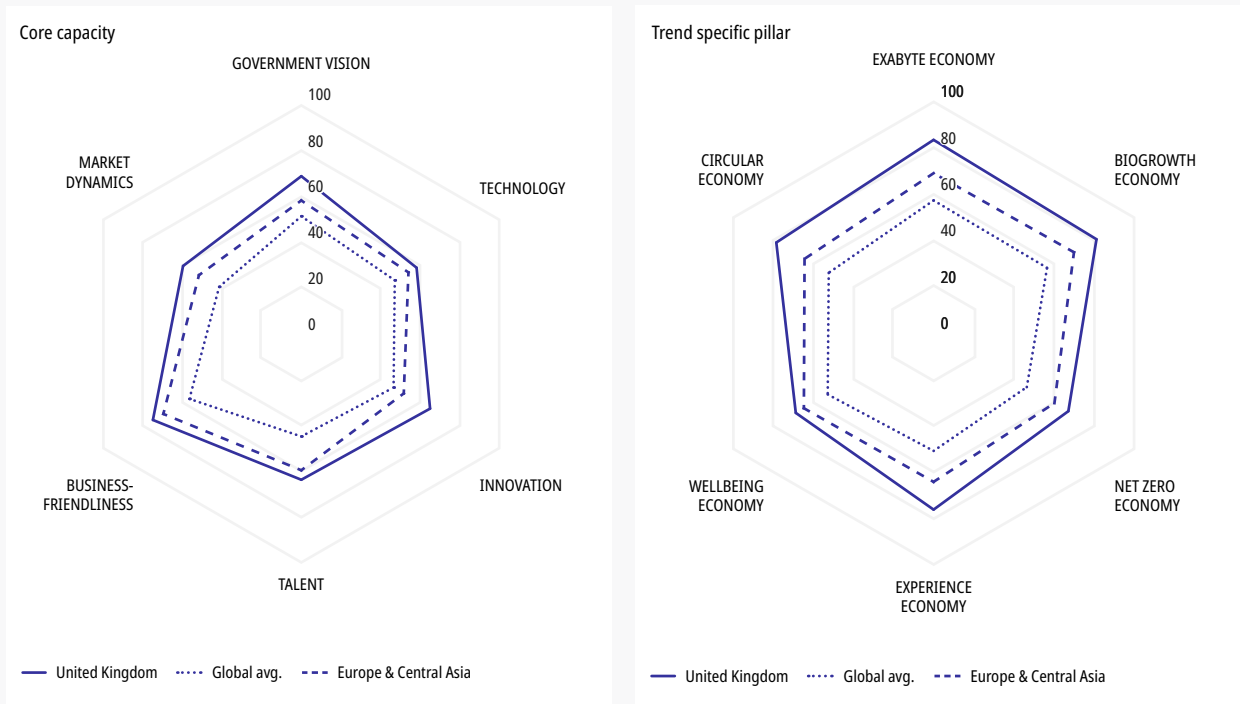 Core capacity
GOVERNMENT VISION
100
80
60
40
20
0
MARKET
DYNAMICS
TECHNOLOGY
BUSINESS-
FRIENDLINESS
INNOVATION
TALENT
United Kingdom
Global avg.
Europe & Central Asia
Trend specific pillar
EXABYTE ECONOMY
100
80
60
40
20
0
CIRCULAR
ECONOMY
BIOGROWTH
ECONOMY
WELLBEING
ECONOMY
NET ZERO
ECONOMY
EXPERIENCE
ECONOMY
United Kingdom
Global avg.
Europe & Central Asia